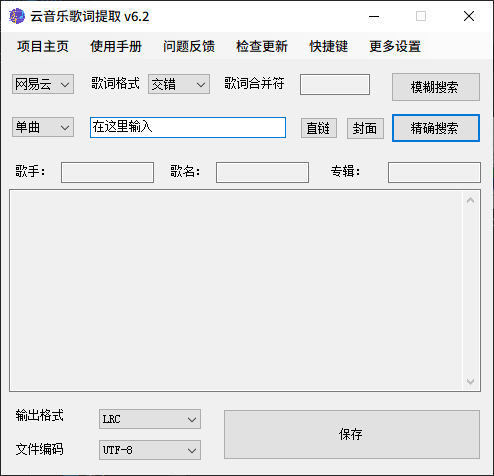 云音乐歌词提取 v6.2
项目主页 使用手册 问题反馈 检查更新 快捷键 更多设置
网易云 歌词格式 交错 歌词合并符 模糊搜索
单曲 在这里输入 直链 封面 精确搜索
歌手: 歌名: 专辑:
输出格式 LRC
保存
文件编码 UTF-8